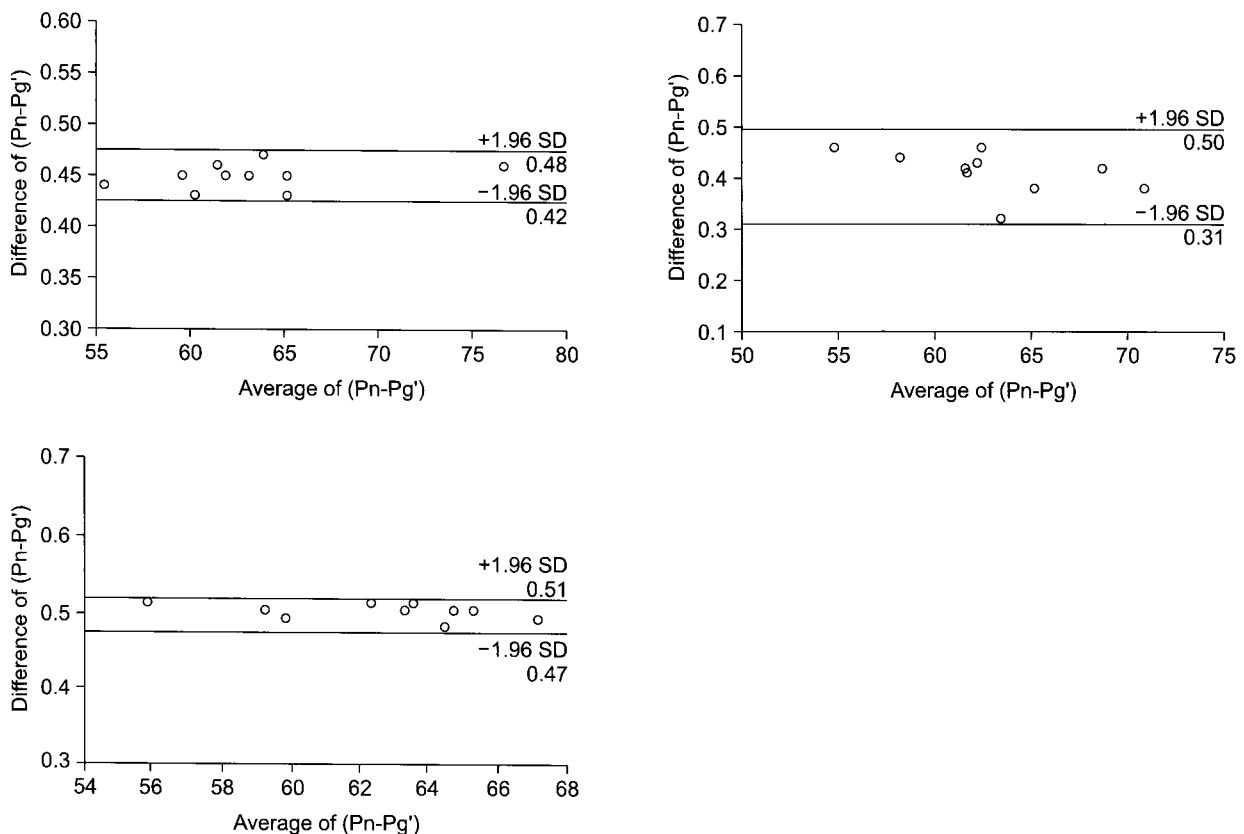 0.60
0.55
0.50
0.45
0.40
0.35
0.30
Difference of (Pn-Pg')
+1.96 SD
0.48
−1.96 SD
0.42
55 60 65 70 75 80
Average of (Pn-Pg')
0.7
0.6
0.5
0.4
0.3
0.2
0.1
Difference of (Pn-Pg')
+1.96 SD
0.50
−1.96 SD
0.31
50 55 60 65 70 75
Average of (Pn-Pg')
0.7
0.6
0.5
0.4
0.3
Difference of (Pn-Pg')
+1.96 SD
0.51
−1.96 SD
0.47
54 56 58 60 62 64 66 68
Average of (Pn-Pg')